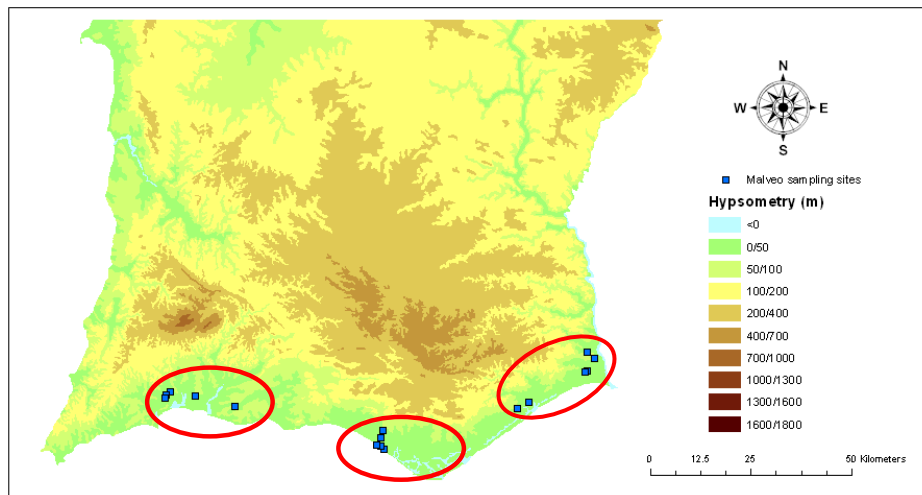 N
W E
S
Malveo sampling sites
Hypsometry (m)
<0
0/50
50/100
100/200
200/400
400/700
700/1000
1000/1300
1300/1600
1600/1800
0 12.5 25 50 Kilometers